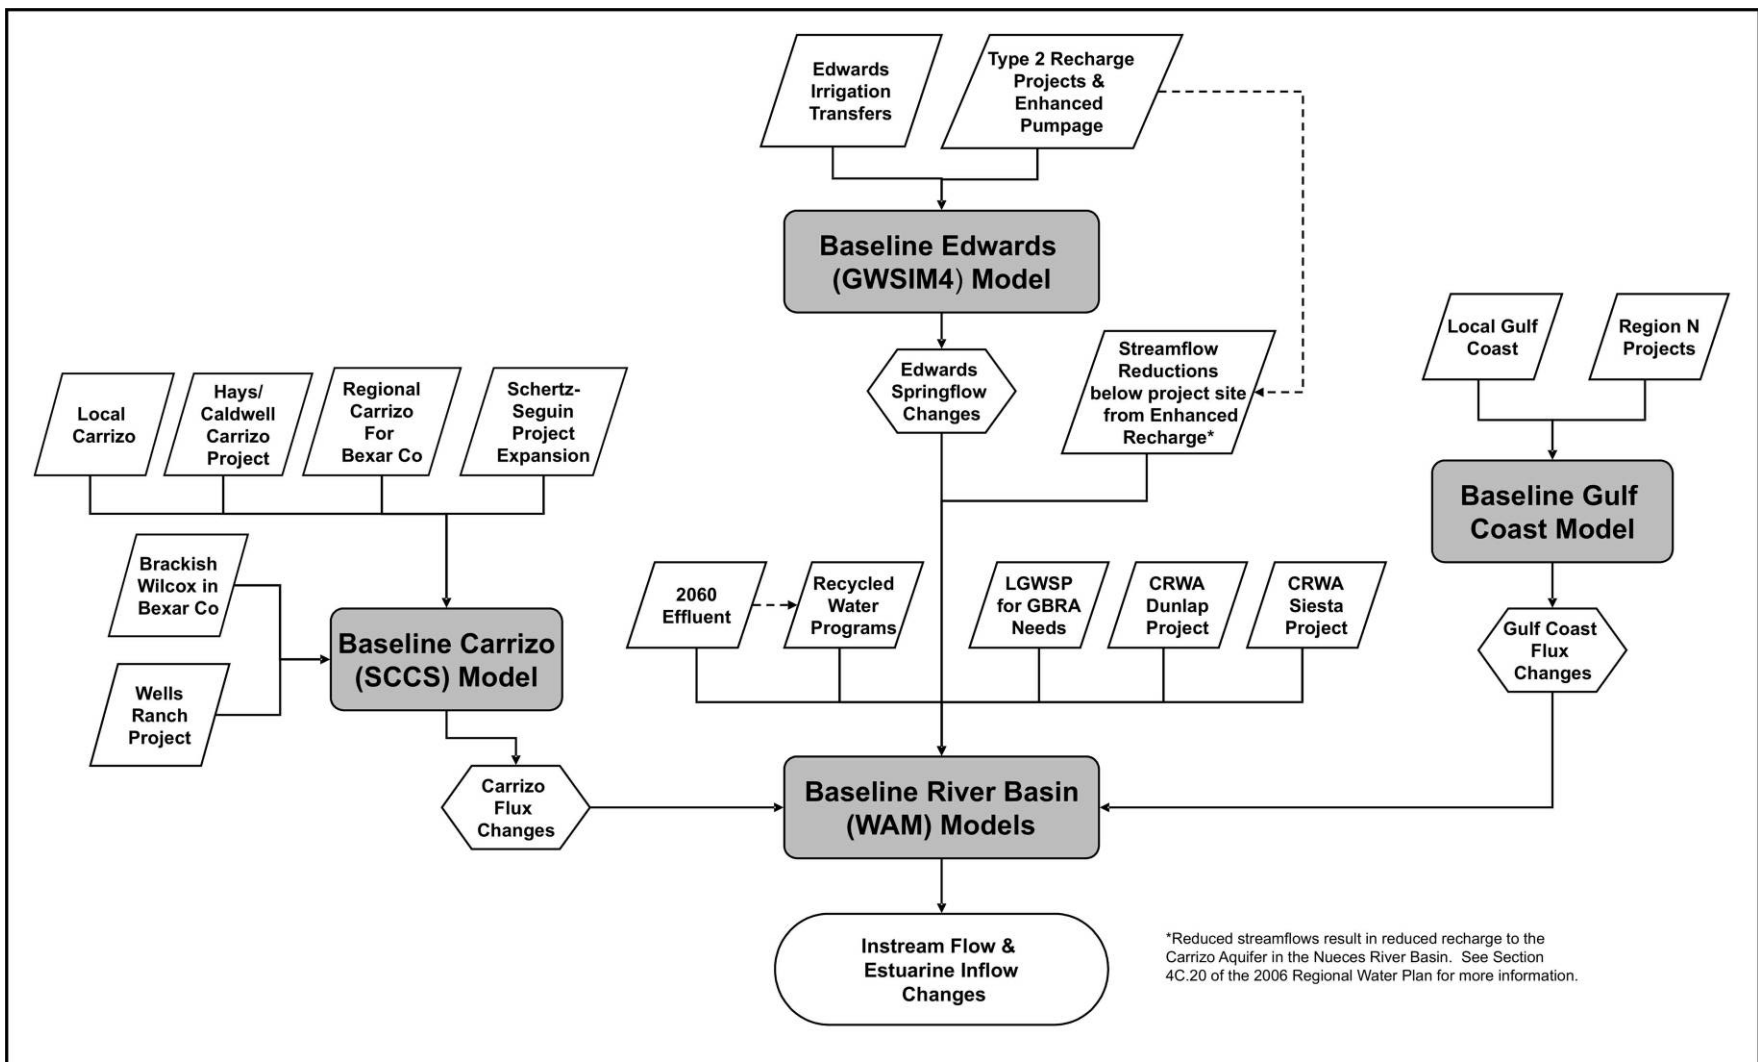 Edwards
Irrigation
Transfers
Type 2 Recharge
Projects &
Enhanced
Pumpage
Baseline Edwards
(GWSIM4) Model
Edwards
Springflow
Changes
Streamflow
Reductions
below project site
from Enhanced
Recharge*
Local Gulf
Coast
Region N
Projects
Baseline Gulf
Coast Model
Gulf Coast
Flux
Changes
Local
Carrizo
Hays/
Caldwell
Carrizo
Project
Regional
Carrizo
For
Bexar Co
Schertz-
Seguin
Project
Expansion
Brackish
Wilcox in
Bexar Co
Wells
Ranch
Project
Baseline Carrizo
(SCCS) Model
Carrizo
Flux
Changes
2060
Effluent
Recycled
Water
Programs
LGWSP
for GBRA
Needs
CRWA
Dunlap
Project
CRWA
Siesta
Project
Baseline River Basin
(WAM) Models
Instream Flow &
Estuarine Inflow
Changes
*Reduced streamflows result in reduced recharge to the
Carrizo Aquifer in the Nueces River Basin. See Section
4C.20 of the 2006 Regional Water Plan for more information.